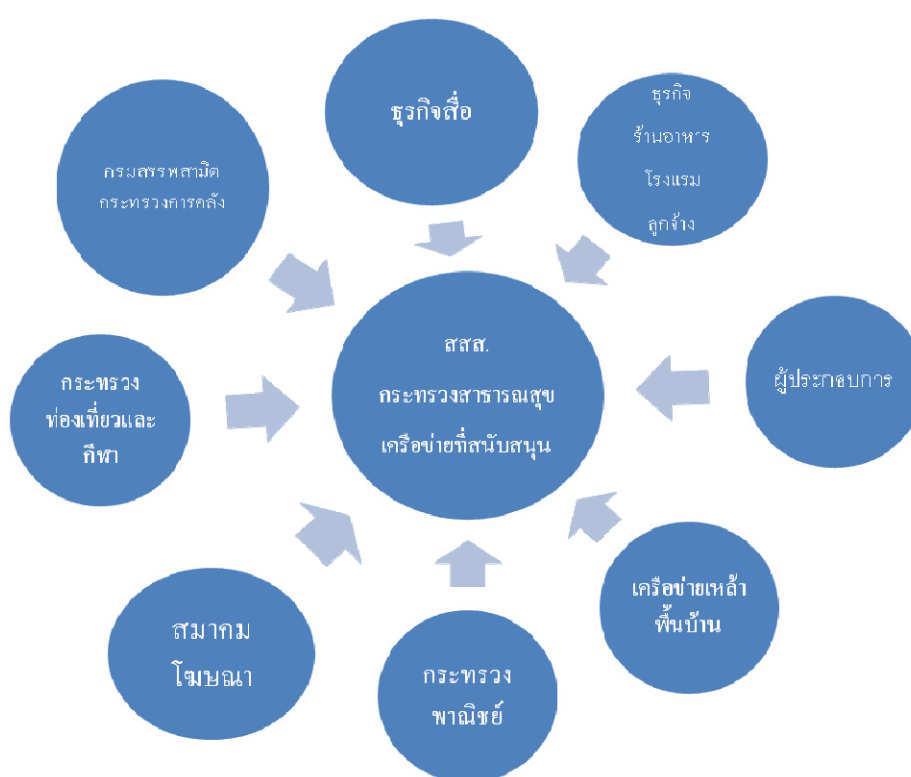 ธุรกิจสื่อ
ธุรกิจ
ร้านอาหาร
โรงแรม
ลูกจ้าง
กรมสรรพสามิต
กระทรวงการคลัง
สสส.
กระทรวงสาธารณสุข
เครือข่ายที่สนับสนุน
ผู้ประกอบการ
กระทรวง
ท่องเที่ยวและ
กีฬา
เครือข่ายเหล้า
พื้นบ้าน
สมาคม
โฆษณา
กระทรวง
พาณิชย์